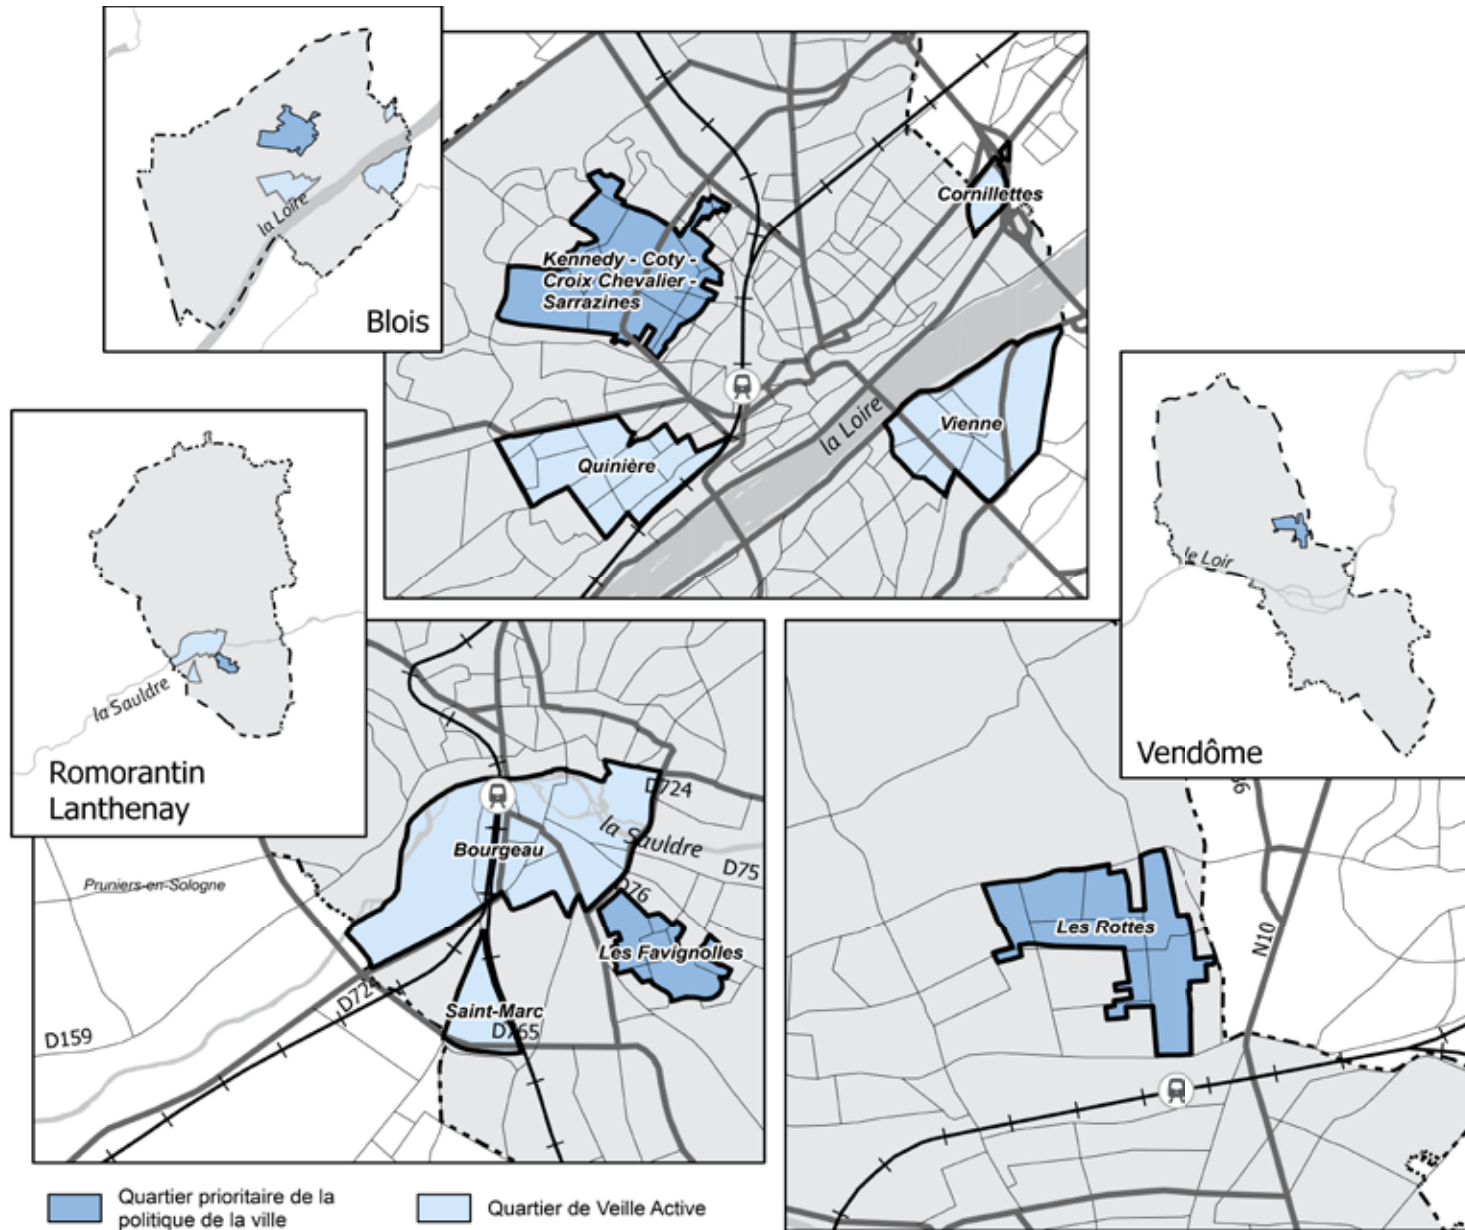 Blois
la Loire
Cornillettes
Kennedy - Coty -
Croix Chevalier -
Sarrazines
la Loire
Vienne
Quinière
Romorantin
Lanthenay
la Sauldre
le Loir
Vendôme
D724
la Sauldre
D75
D76
Bourgeau
Pruniers-en-Sologne
Les Favignolles
D724
Saint-Marc
D765
D159
Les Rottes
N10
Quartier prioritaire de la
politique de la ville
Quartier de Veille Active